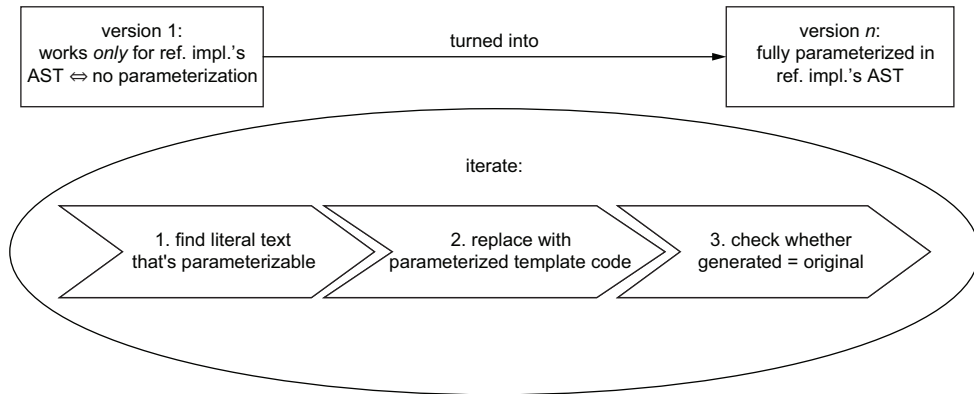 version 1:
works only for ref. impl.'s
AST ⇔ no parameterization
turned into
version n:
fully parameterized in
ref. impl.'s AST
iterate:
1. find literal text
that's parameterizable
2. replace with
parameterized template code
3. check whether
generated = original